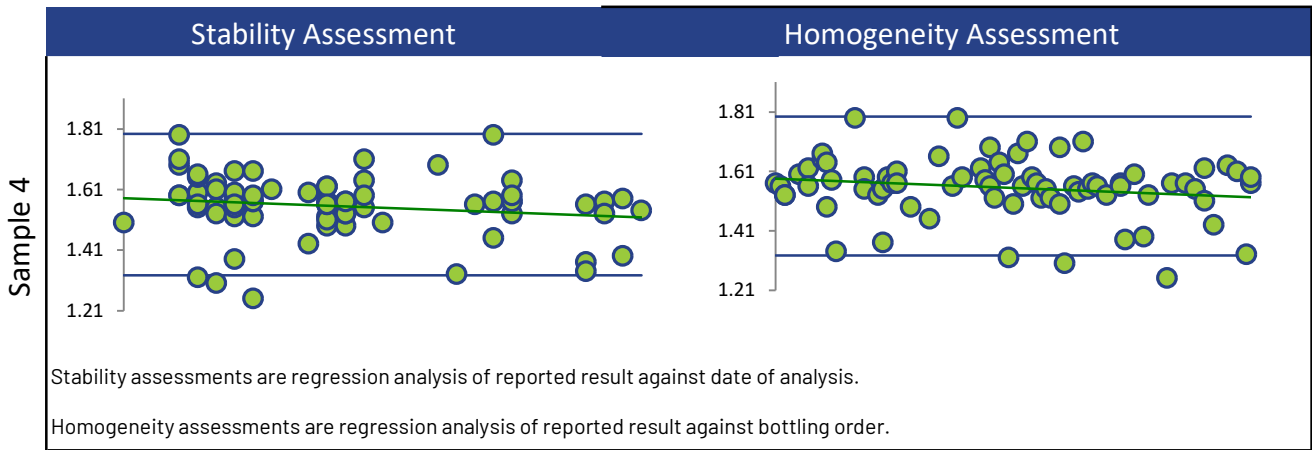 Stability Assessment
Homogeneity Assessment
Sample 4
1.81
1.61
1.41
1.21
1.81
1.61
1.41
1.21
Stability assessments are regression analysis of reported result against date of analysis.
Homogeneity assessments are regression analysis of reported result against bottling order.